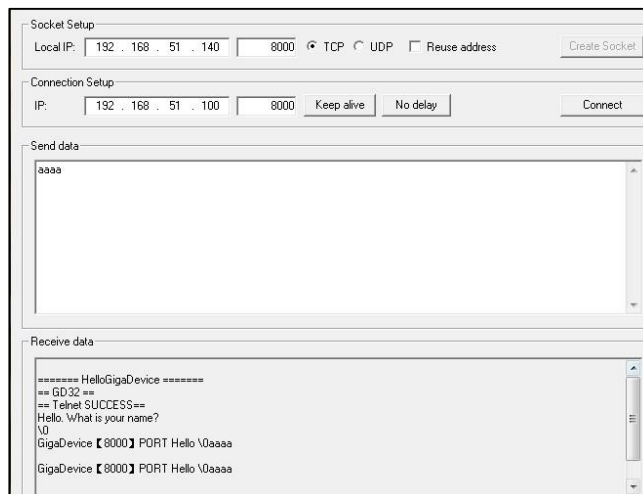 Socket Setup
Local IP: 192 . 168 . 51 . 140 8000 TCP UDP Reuse address Create Socket
Connection Setup
IP: 192 . 168 . 51 . 100 8000 Keep alive No delay Connect
Send data
aaaa
Receive data
======= HelloGigaDevice =======
== GD32 ==
== Telnet SUCCESS==
Hello. What is your name?
\0
GigaDevice【8000】PORT Hello \0aaaa
GigaDevice【8000】PORT Hello \0aaaa